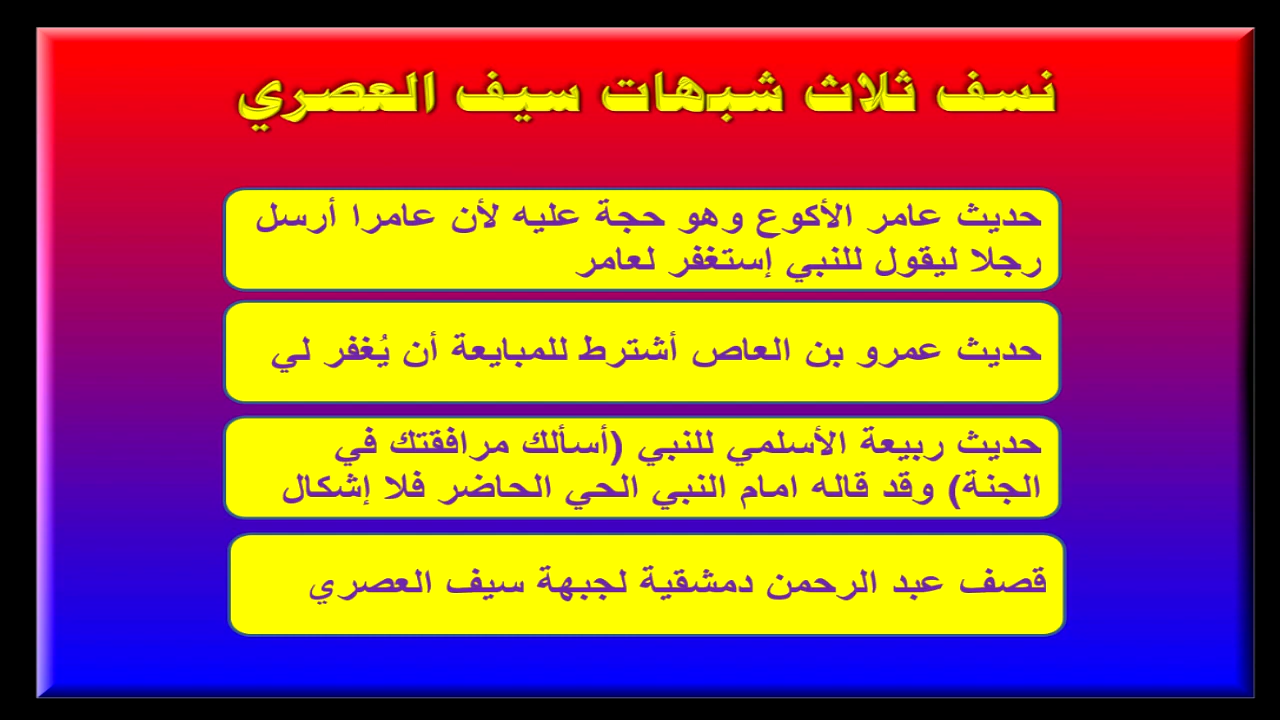 نسف ثلاث شبهات سيف العصري
حديث عامر الأكوع وهو حجة عليه لأن عامرا أرسل
رجلا ليقول للنبي إستغفر لعامر
حديث عمرو بن العاص أشترط للمبايعة أن يُغفر لي
حديث ربيعة الأسلمي للنبي (أسألك مرافقتك في
الجنة) وقد قاله امام النبي الحي الحاضر فلا إشكال
قصف عبد الرحمن دمشقية لجبهة سيف العصري